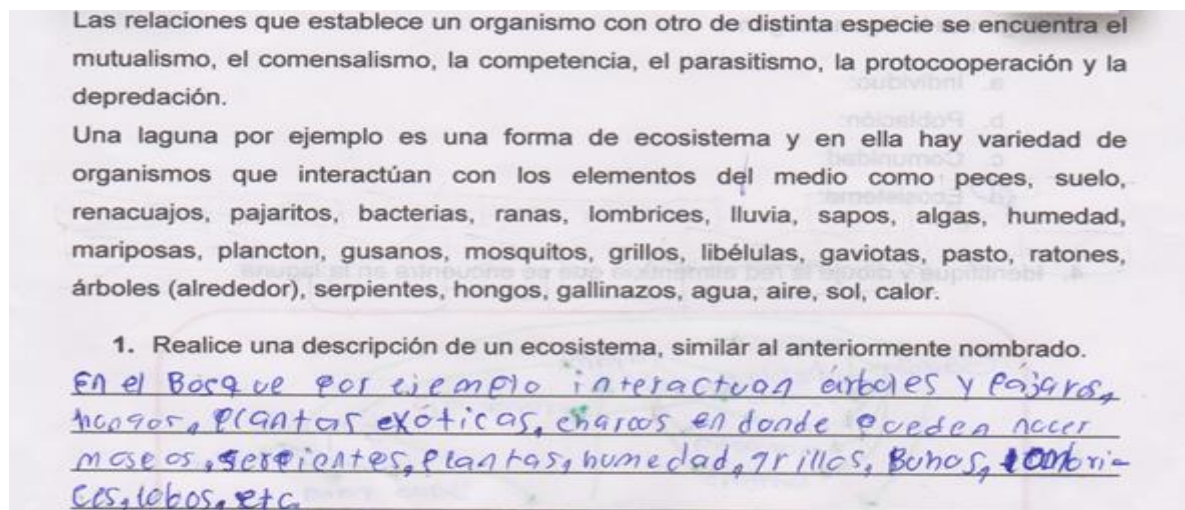 Las relaciones que establece un organismo con otro de distinta especie se encuentra el
mutualismo, el comensalismo, la competencia, el parasitismo, la protocooperación y la
depredación.
Una laguna por ejemplo es una forma de ecosistema y en ella hay variedad de
organismos que interactúan con los elementos del medio como peces, suelo,
renacuajos, pajaritos, bacterias, ranas, lombrices, lluvia, sapos, algas, humedad,
mariposas, plancton, gusanos, mosquitos, grillos, libélulas, gaviotas, pasto, ratones,
árboles (alrededor), serpientes, hongos, gallinazos, agua, aire, sol, calor.
1. Realice una descripción de un ecosistema, similar al anteriormente nombrado.
En el Bosque por ejemplo interactuan árboles y Pajaros,
hongos, Plantas exóticas, charcos en donde pueden nacer
moscos, serpientes, plantas, humedad, grillos, Buhos, lombri-
ces, lobos, etc